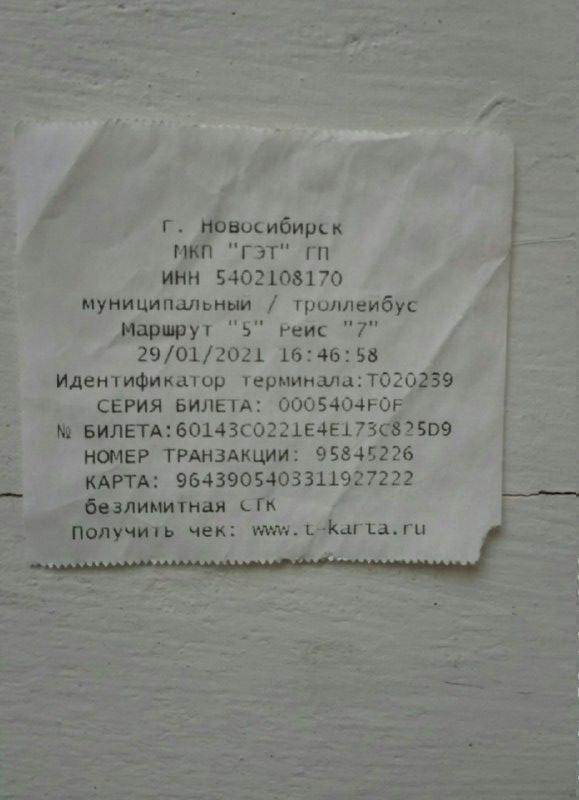 г. Новосибирск
МКП "ГЭТ" ГП
ИНН 5402108170
муниципальный / троллейбус
Маршрут "5" Рейс "7"
29/01/2021 16:46:58
Идентификатор терминала:T020239
СЕРИЯ БИЛЕТА: 0005404F0F
№ БИЛЕТА:60143C0221E4E173C825D9
НОМЕР ТРАНЗАКЦИИ: 95845226
КАРТА: 9643905403311927222
безлимитная СТК
Получить чек: www.t-karta.ru